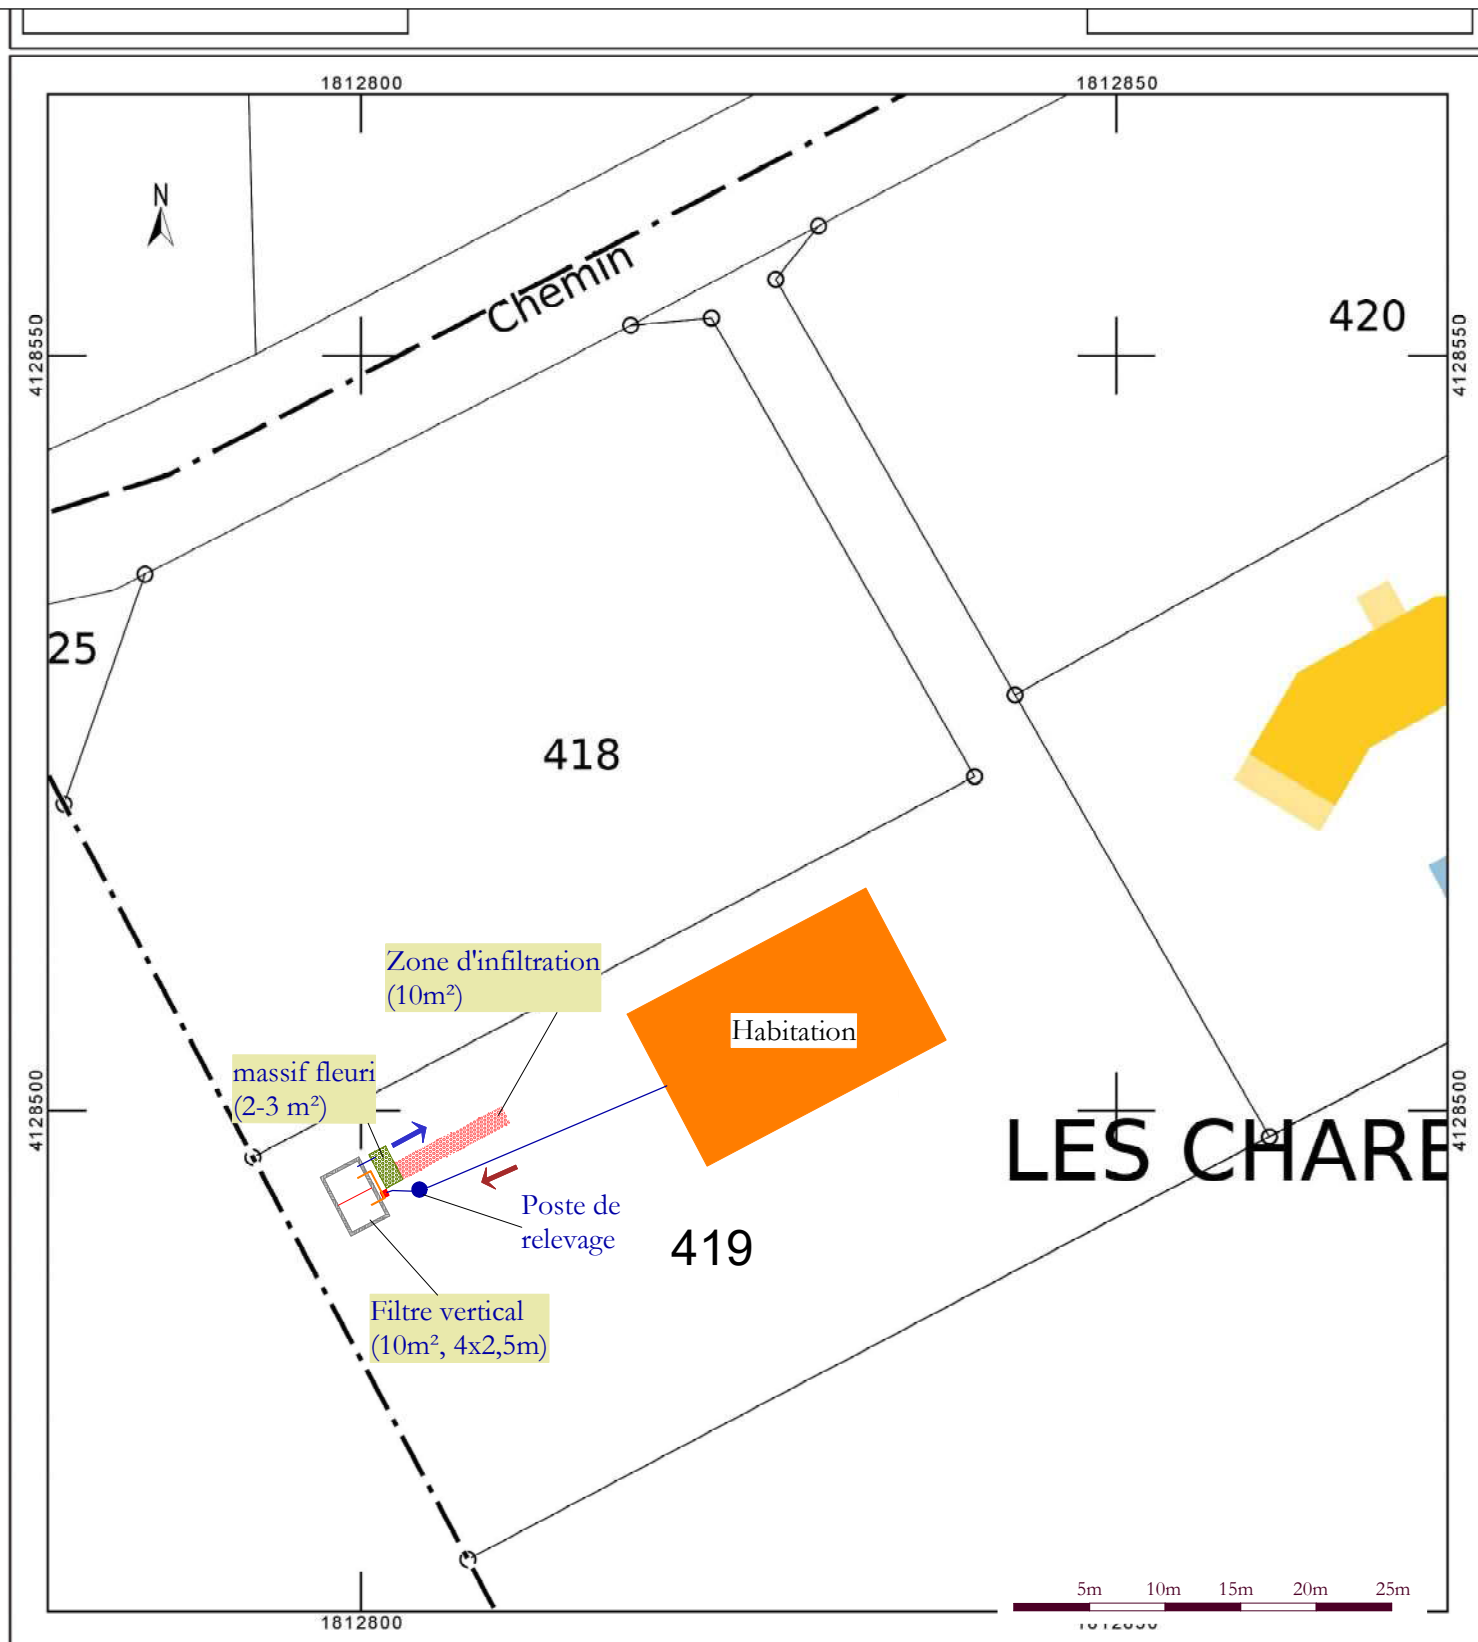 1812800
1812850
N
Chemin
4128550
420
4128550
25
418
Zone d'infiltration
(10m²)
Habitation
massif fleuri
(2-3 m²)
4128500
4128500
LES CHARE
Poste de
relevage
419
Filtre vertical
(10m², 4x2,5m)
5m
10m
15m
20m
25m
1812800
1812850